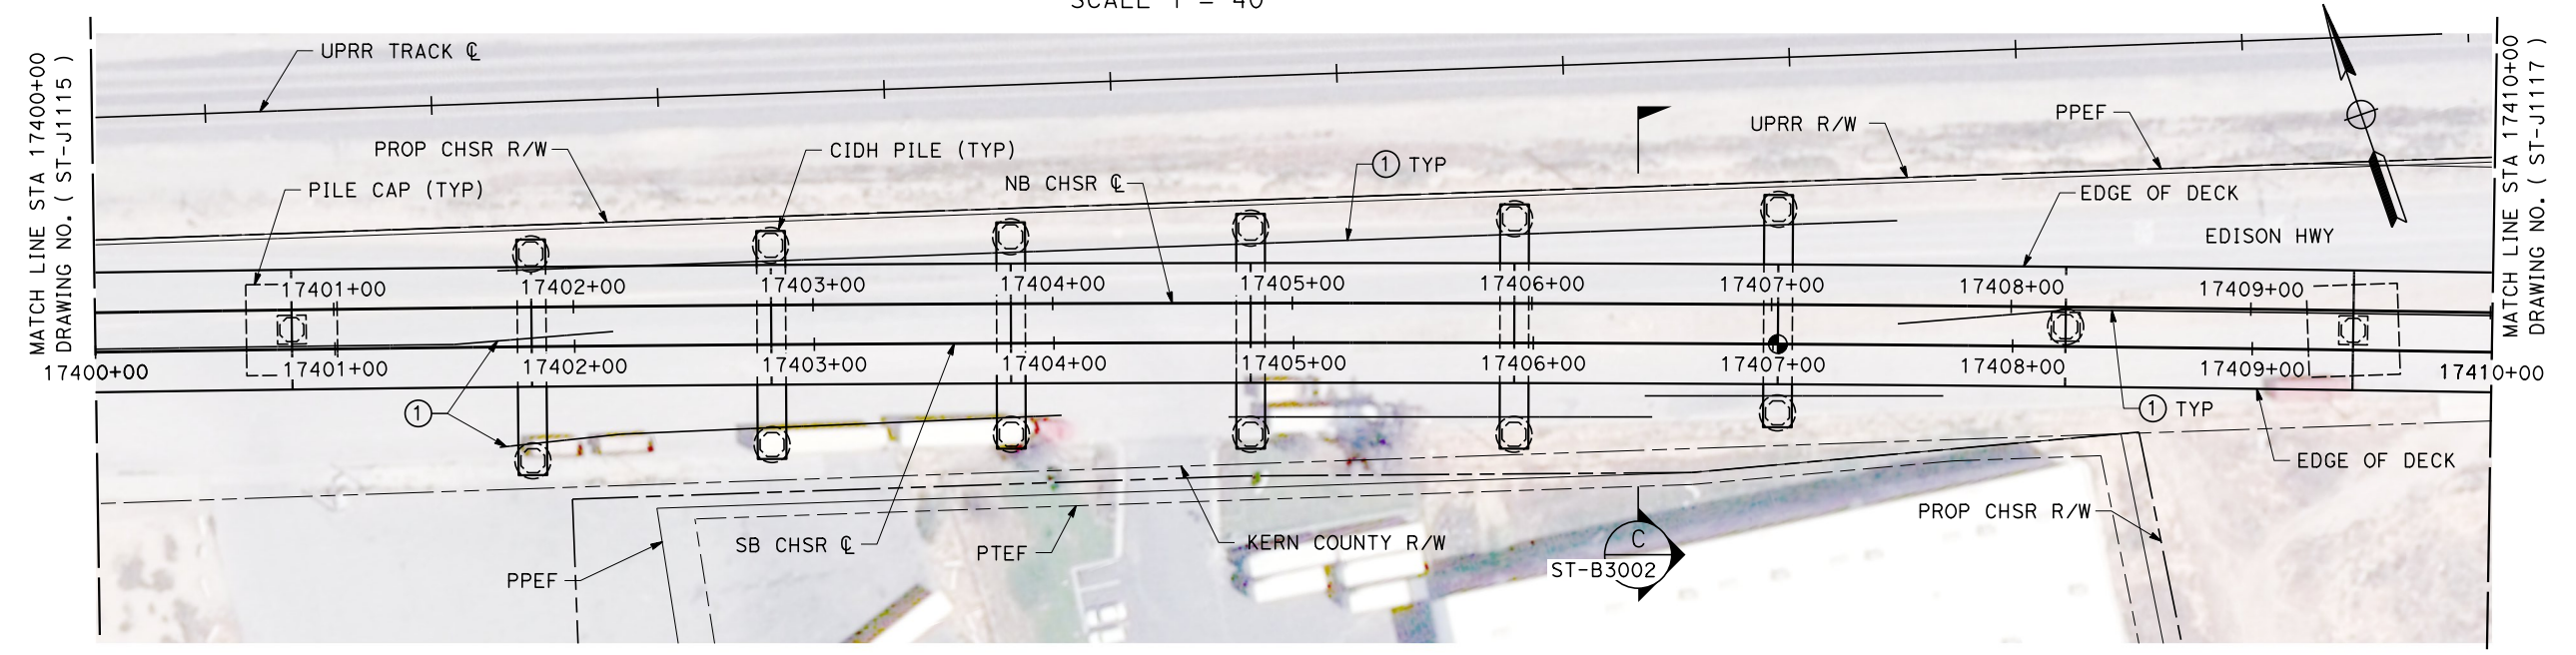 SCALE 1" = 40'
MATCH LINE STA 17400+00
DRAWING NO. ( ST-J1115 )
UPRR TRACK ℄
PROP CHSR R/W
PILE CAP (TYP)
CIDH PILE (TYP)
NB CHSR ℄
1 TYP
UPRR R/W
PPEF
EDGE OF DECK
EDISON HWY
17401+00
17402+00
17403+00
17404+00
17405+00
17406+00
17407+00
17408+00
17409+00
17400+00
17401+00
17402+00
17403+00
17404+00
17405+00
17406+00
17407+00
17408+00
17409+00
17410+00
1
1 TYP
EDGE OF DECK
PPEF
SB CHSR ℄
PTEF
KERN COUNTY R/W
C
ST-B3002
PROP CHSR R/W
MATCH LINE STA 17410+00
DRAWING NO. ( ST-J1117 )